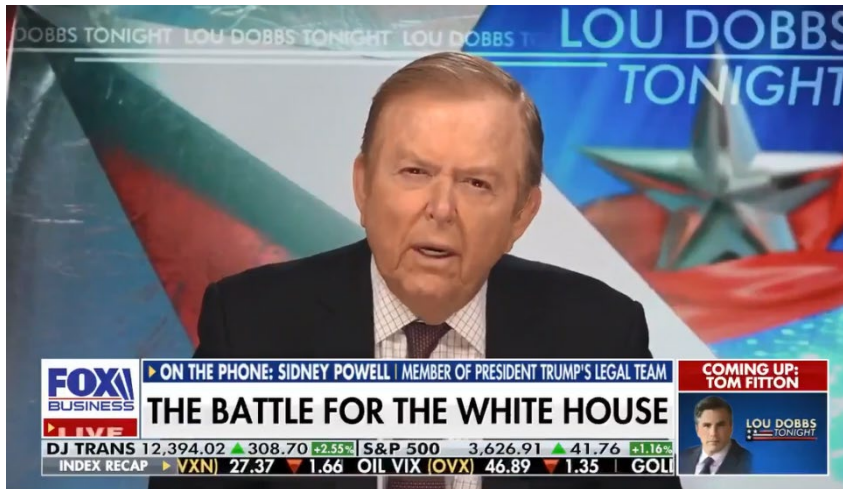 DOBBS TONIGHT LOU DOBBS TONIGHT LOU DOBBS T
LOU DOBBS
TONIGHT
ON THE PHONE: SIDNEY POWELL | MEMBER OF PRESIDENT TRUMP'S LEGAL TEAM
COMING UP:
TOM FITTON
FOX
BUSINESS
LIVE
THE BATTLE FOR THE WHITE HOUSE
LOU DOBBS
TONIGHT
DJ TRANS 12,394.02 ▲ 308.70 +2.55% S&P 500 3,626.91 ▲ 41.76 +1.16%
INDEX RECAP VXN) 27.37 ▼ 1.66 OIL VIX (OVX) 46.89 ▼ 1.35 | GOL